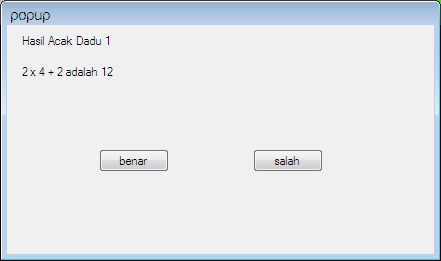 popup
Hasil Acak Dadu 1
2 x 4 + 2 adalah 12
benar
salah